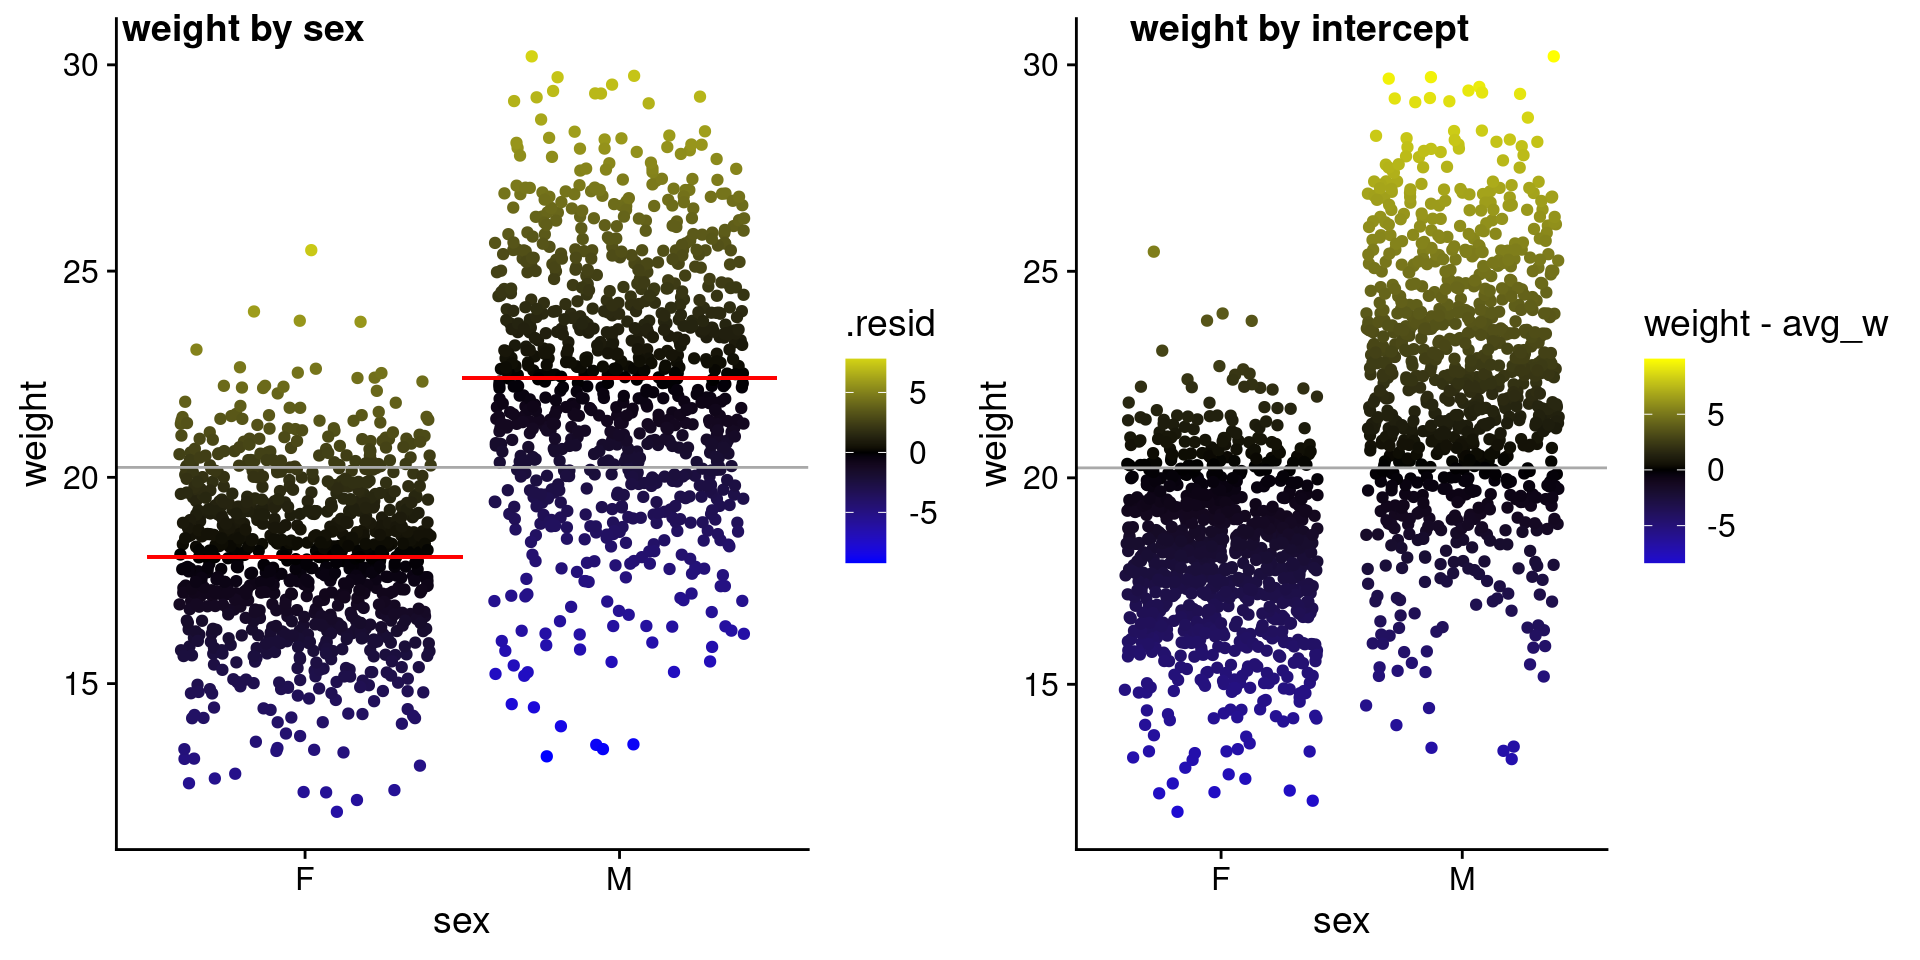 weight by sex
30
25
20
15
weight
F
M
sex
.resid
5
0
-5
weight by intercept
30
25
20
15
weight
F
M
sex
weight - avg_w
5
0
-5